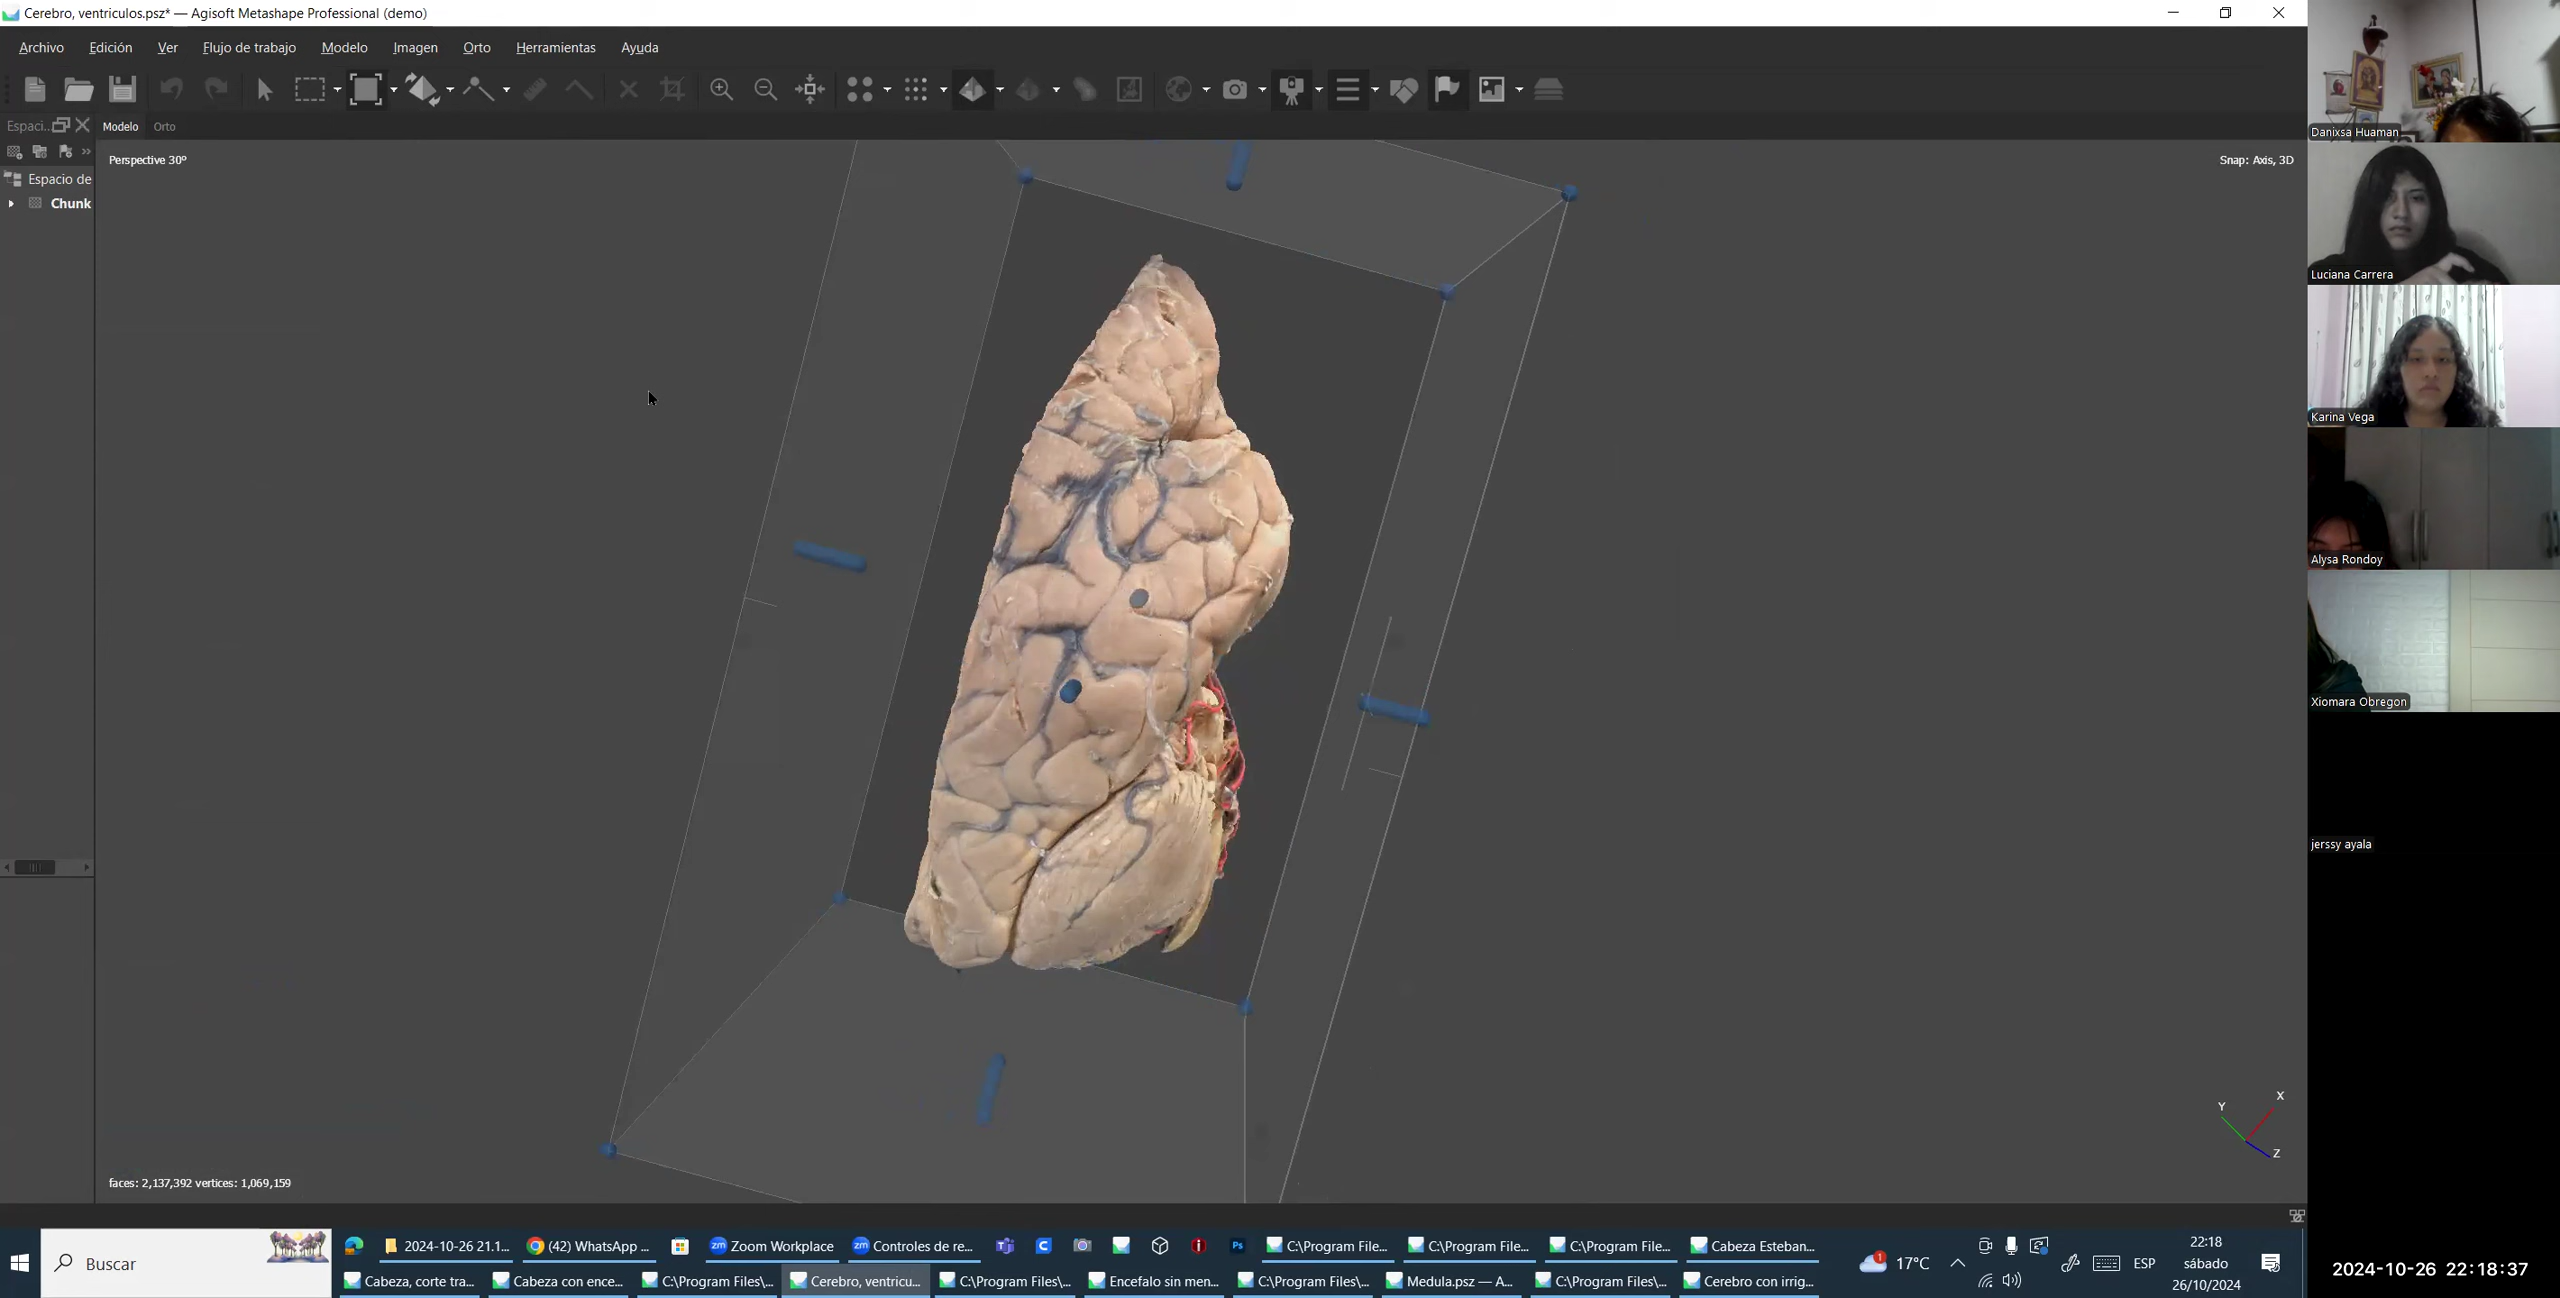 Cerebro, ventriculos.psz* — Agisoft Metashape Professional (demo)
Archivo Edición Ver Flujo de trabajo Modelo Imagen Orto Herramientas Ayuda
Espaci... Modelo Orto
Perspective 30°
Snap: Axis, 3D
Espacio de
Chunk
Danixsa Huaman
Luciana Carrera
Karina Vega
Alysa Rondoy
Xiomara Obregon
jerssy ayala
X
Y
Z
faces: 2,137,392 vertices: 1,069,159
Buscar
2024-10-26 21.1... (42) WhatsApp ... Zoom Workplace Controles de re... C:\Program File... C:\Program File... C:\Program File... Cabeza Esteban...
Cabeza, corte tra... Cabeza con ence... C:\Program Files\... Cerebro, ventricu... C:\Program Files\... Encefalo sin men... C:\Program Files\... Medula.psz — A... C:\Program Files\... Cerebro con irrig...
1
17°C
ESP
22:18
sábado
26/10/2024
2024-10-26 22:18:37